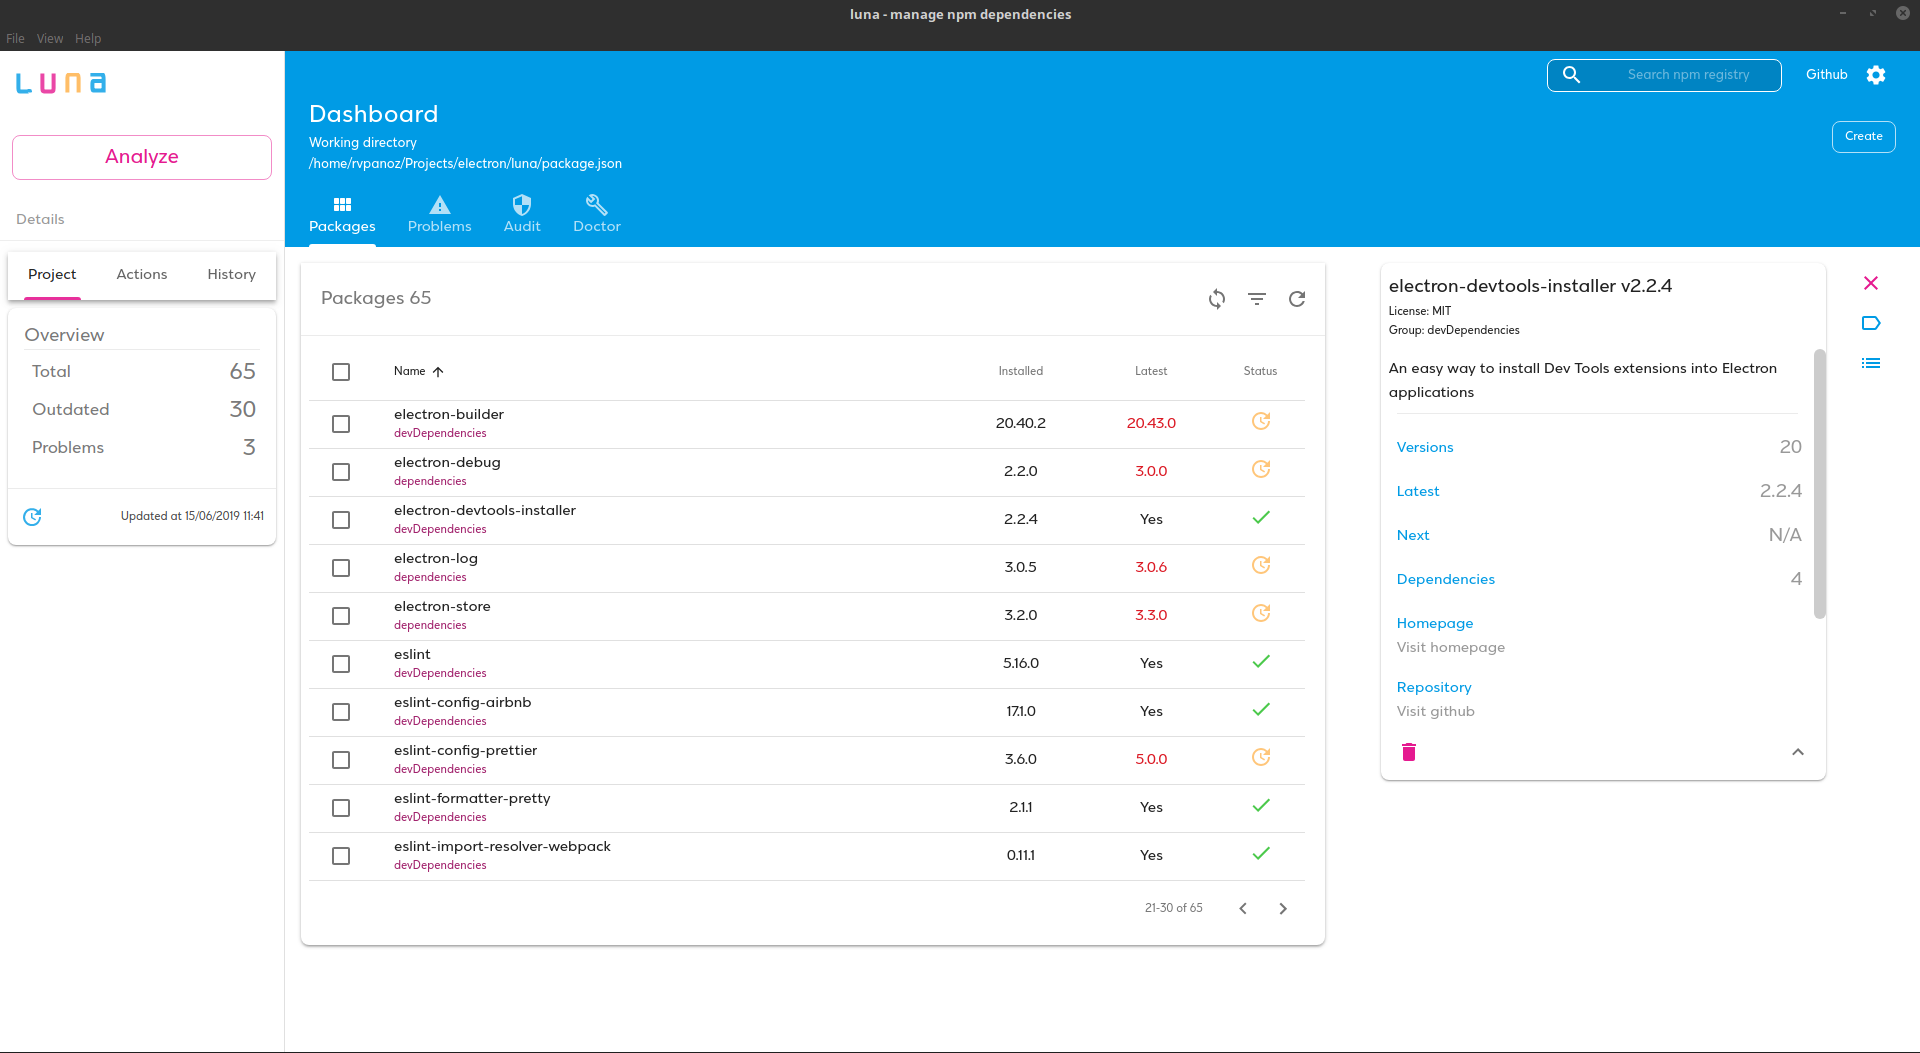 luna - manage npm dependencies
File View Help
Luna
Search npm registry
Github
Dashboard
Working directory
/home/rvpanoz/Projects/electron/luna/package.json
Create
Analyze
Packages
Problems
Audit
Doctor
Details
Project
Actions
History
Overview
Total 65
Outdated 30
Problems 3
Updated at 15/06/2019 11:41
Packages 65
Name Installed Latest Status
electron-builder
devDependencies
20.40.2 20.43.0
electron-debug
dependencies
2.2.0 3.0.0
electron-devtools-installer
devDependencies
2.2.4 Yes
electron-log
dependencies
3.0.5 3.0.6
electron-store
dependencies
3.2.0 3.3.0
eslint
devDependencies
5.16.0 Yes
eslint-config-airbnb
devDependencies
17.1.0 Yes
eslint-config-prettier
devDependencies
3.6.0 5.0.0
eslint-formatter-pretty
devDependencies
2.1.1 Yes
eslint-import-resolver-webpack
devDependencies
0.11.1 Yes
21-30 of 65
electron-devtools-installer v2.2.4
License: MIT
Group: devDependencies
An easy way to install Dev Tools extensions into Electron
applications
Versions 20
Latest 2.2.4
Next N/A
Dependencies 4
Homepage
Visit homepage
Repository
Visit github